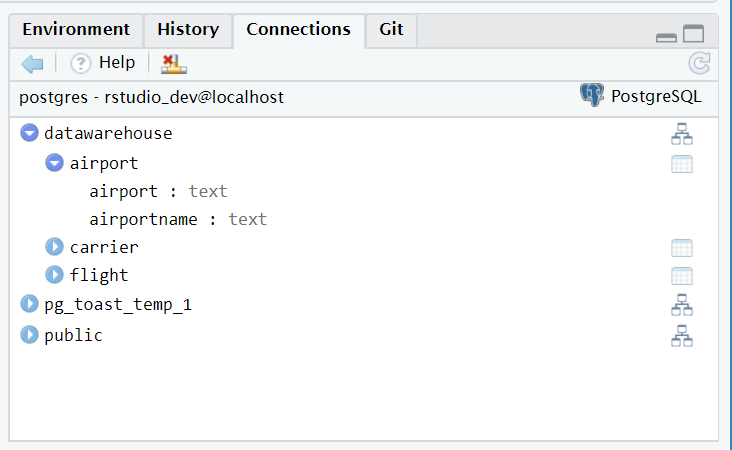 Environment History Connections Git
? Help
postgres - rstudio_dev@localhost PostgreSQL
datawarehouse
airport
airport : text
airportname : text
carrier
flight
pg_toast_temp_1
public